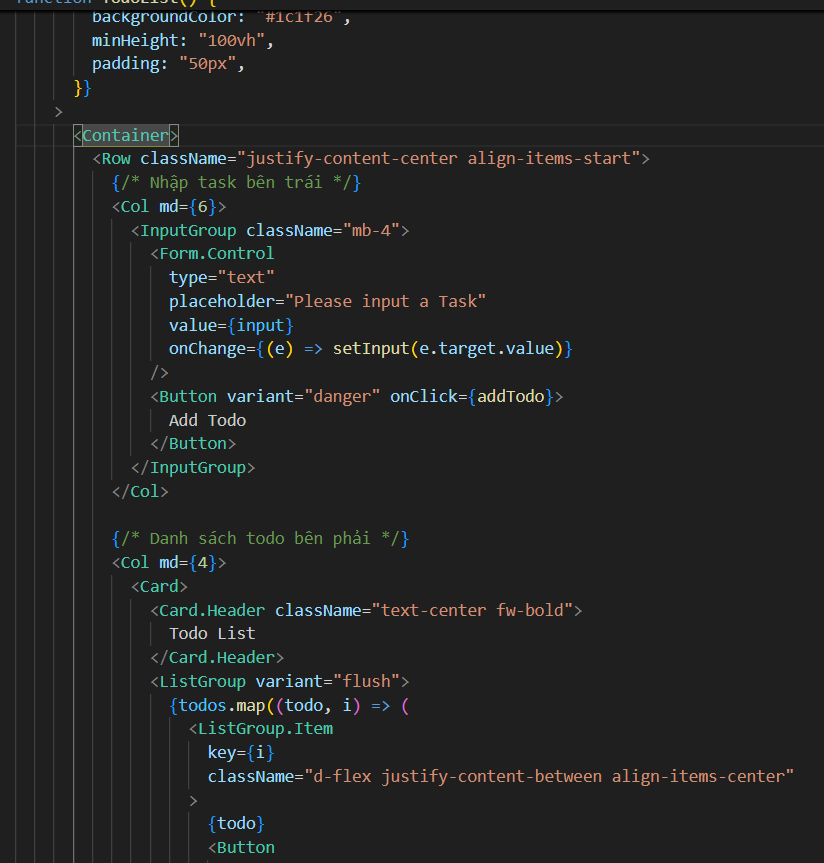 function TodoList() {
backgroundColor: "#1c1f26",
minHeight: "100vh",
padding: "50px",
}}
>
<Container>
<Row className="justify-content-center align-items-start">
{/* Nhập task bên trái */}
<Col md={6}>
<InputGroup className="mb-4">
<Form.Control
type="text"
placeholder="Please input a Task"
value={input}
onChange={(e) => setInput(e.target.value)}
/>
<Button variant="danger" onClick={addTodo}>
Add Todo
</Button>
</InputGroup>
</Col>
{/* Danh sách todo bên phải */}
<Col md={4}>
<Card>
<Card.Header className="text-center fw-bold">
Todo List
</Card.Header>
<ListGroup variant="flush">
{todos.map((todo, i) => (
<ListGroup.Item
key={i}
className="d-flex justify-content-between align-items-center"
>
{todo}
<Button